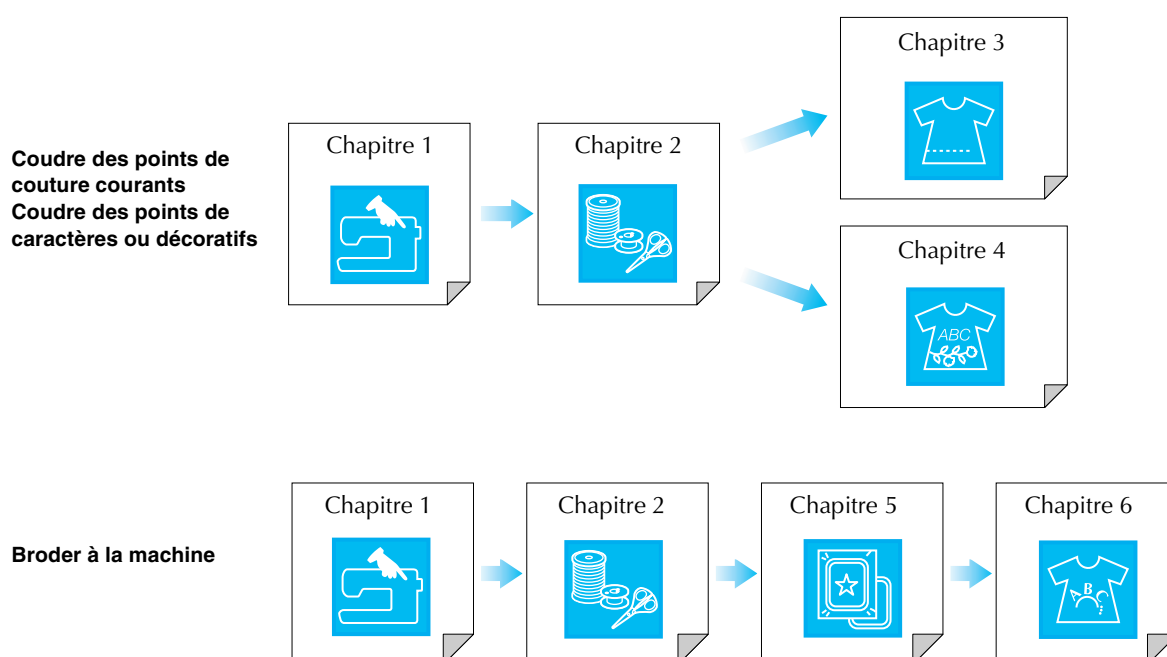 Coudre des points de
couture courants
Coudre des points de
caractères ou décoratifs
Chapitre 1
Chapitre 2
Chapitre 3
Chapitre 4
ABC
Broder à la machine
Chapitre 1
Chapitre 2
Chapitre 5
Chapitre 6
ABC